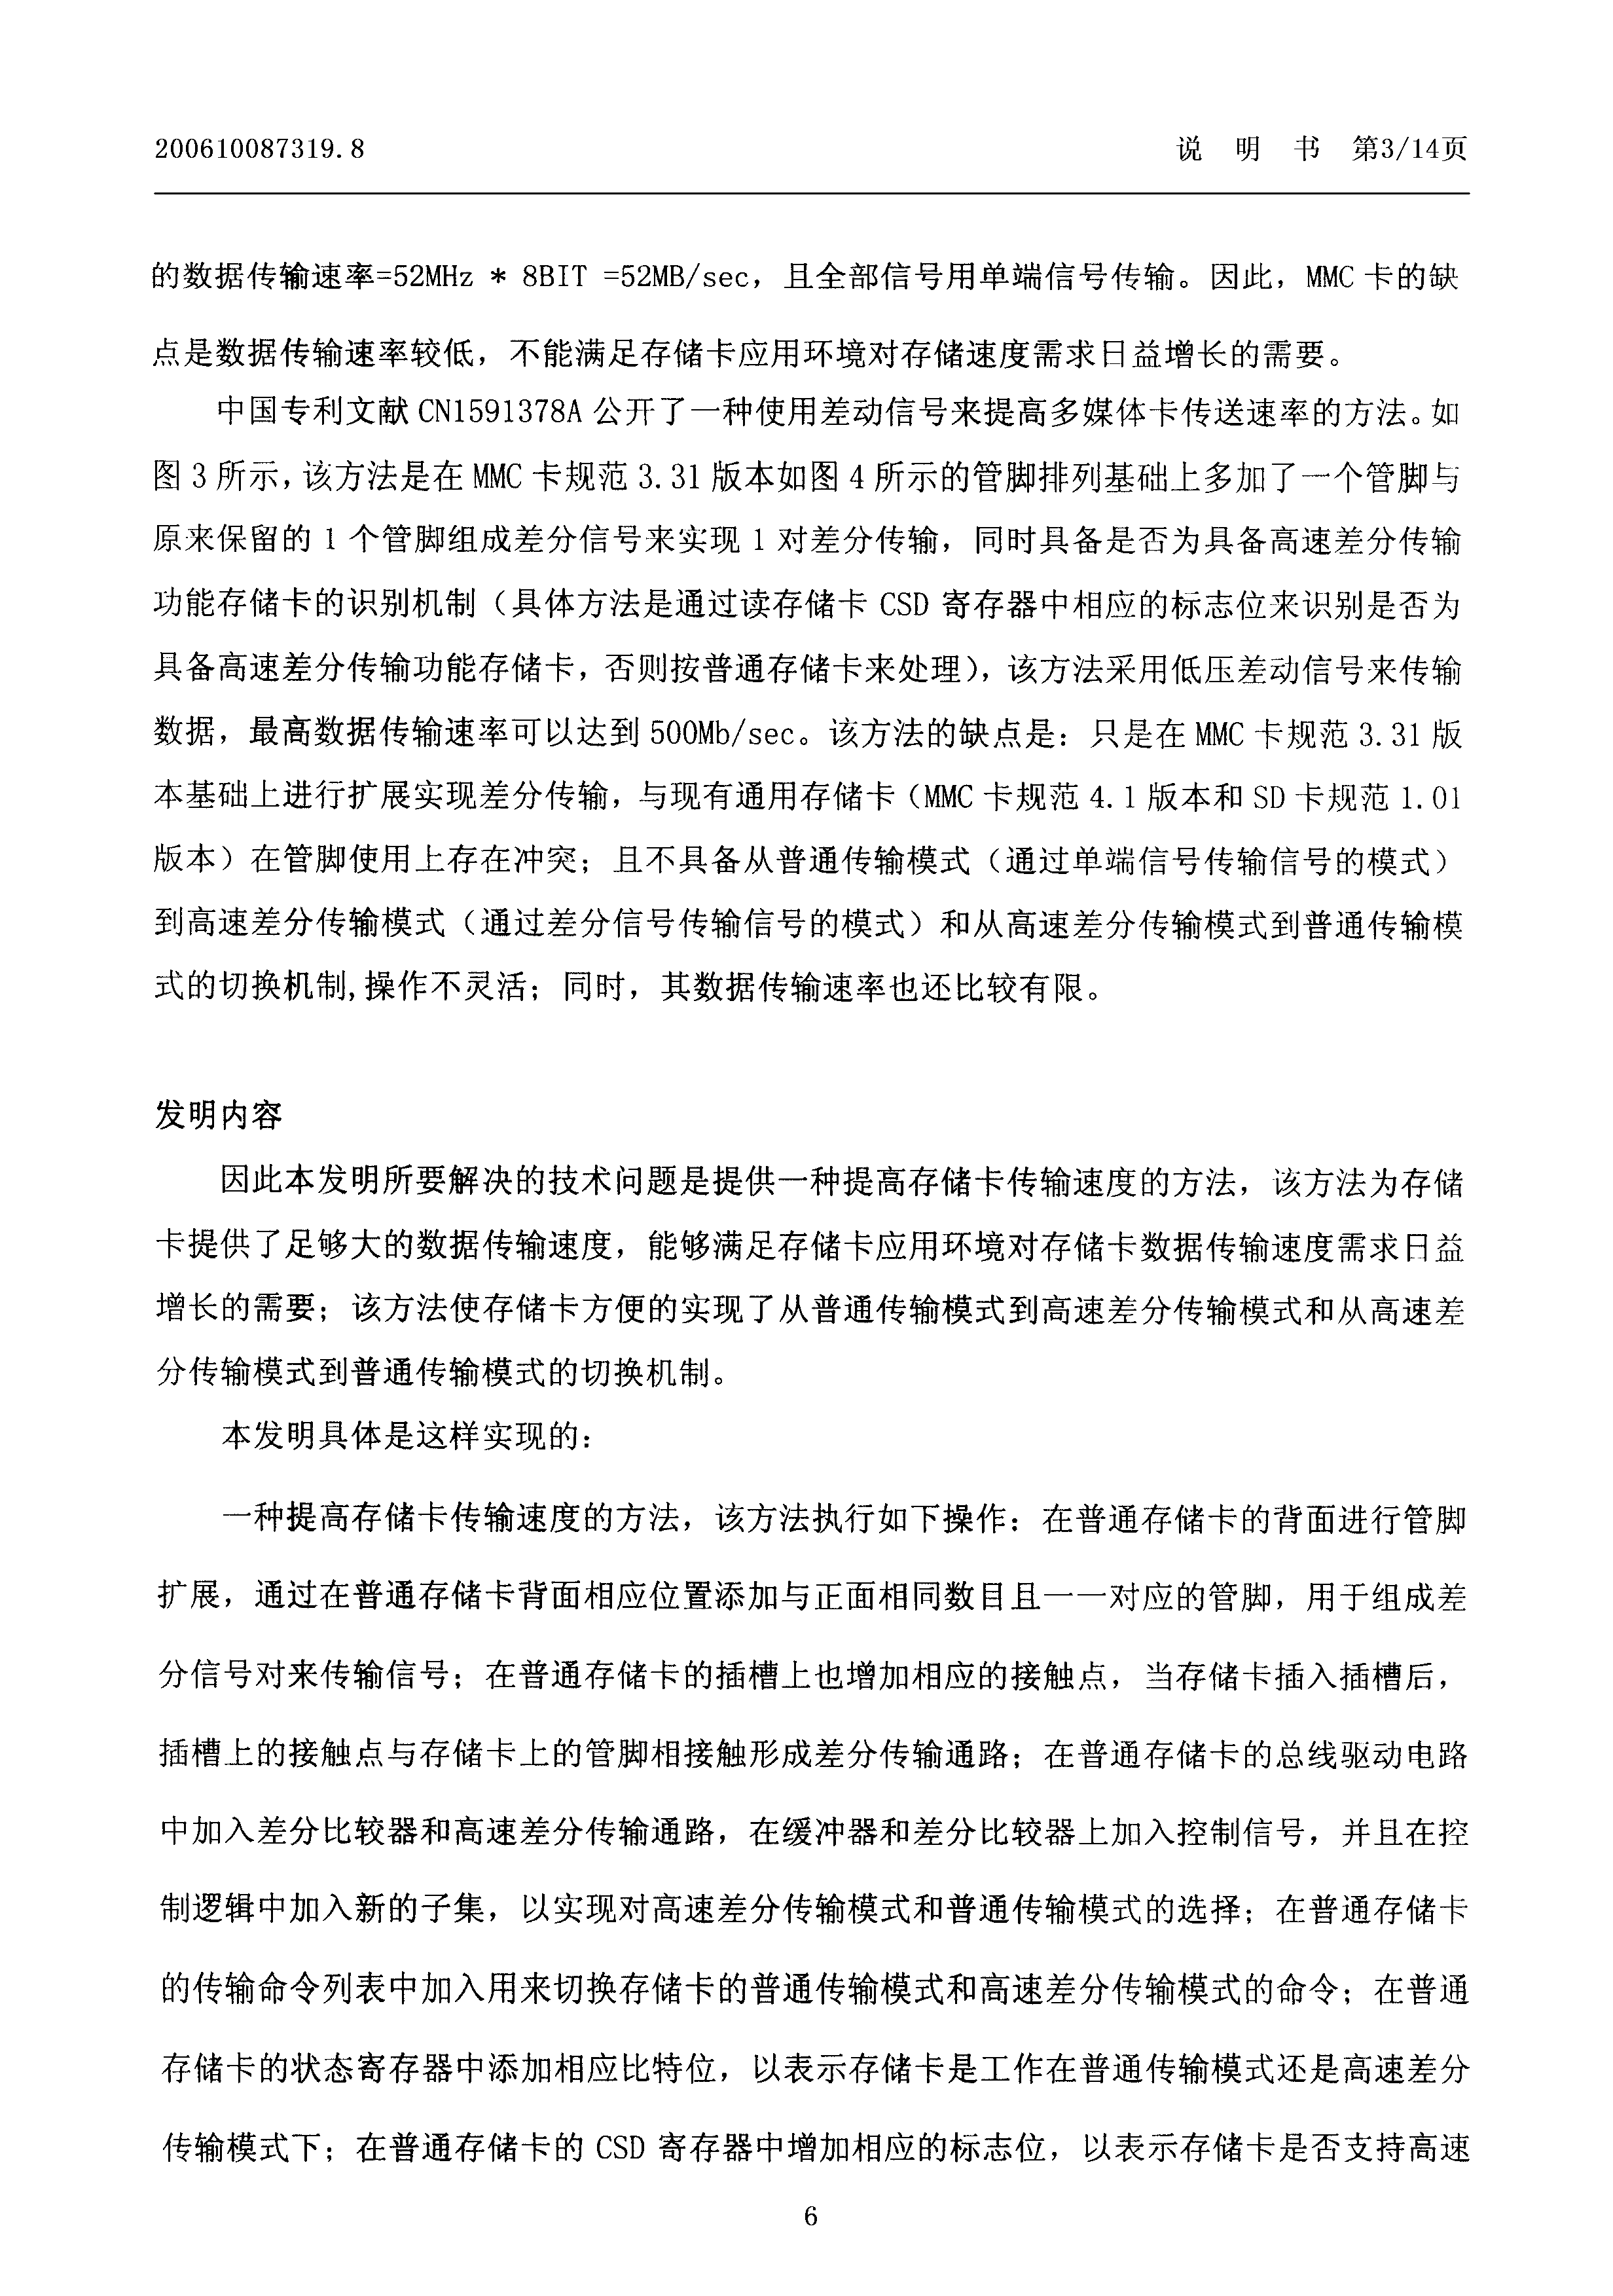 200610087319.8 说 明 书 第3/14页
的数据传输速率=52MHz * 8BIT =52MB/sec，且全部信号用单端信号传输。因此，MMC 卡的缺
点是数据传输速率较低，不能满足存储卡应用环境对存储速度需求日益增长的需要。
中国专利文献 CN1591378A 公开了一种使用差动信号来提高多媒体卡传送速率的方法。如
图 3 所示，该方法是在 MMC 卡规范 3.31 版本如图 4 所示的管脚排列基础上多加了一个管脚与
原来保留的 1 个管脚组成差分信号来实现 1 对差分传输，同时具备是否为具备高速差分传输
功能存储卡的识别机制（具体方法是通过读存储卡 CSD 寄存器中相应的标志位来识别是否为
具备高速差分传输功能存储卡，否则按普通存储卡来处理），该方法采用低压差动信号来传输
数据，最高数据传输速率可以达到 500Mb/sec。该方法的缺点是：只是在 MMC 卡规范 3.31 版
本基础上进行扩展实现差分传输，与现有通用存储卡（MMC 卡规范 4.1 版本和 SD 卡规范 1.01
版本）在管脚使用上存在冲突；且不具备从普通传输模式（通过单端信号传输信号的模式）
到高速差分传输模式（通过差分信号传输信号的模式）和从高速差分传输模式到普通传输模
式的切换机制,操作不灵活；同时，其数据传输速率也还比较有限。
发明内容
因此本发明所要解决的技术问题是提供一种提高存储卡传输速度的方法，该方法为存储
卡提供了足够大的数据传输速度，能够满足存储卡应用环境对存储卡数据传输速度需求日益
增长的需要；该方法使存储卡方便的实现了从普通传输模式到高速差分传输模式和从高速差
分传输模式到普通传输模式的切换机制。
本发明具体是这样实现的：
一种提高存储卡传输速度的方法，该方法执行如下操作：在普通存储卡的背面进行管脚
扩展，通过在普通存储卡背面相应位置添加与正面相同数目且一一对应的管脚，用于组成差
分信号对来传输信号；在普通存储卡的插槽上也增加相应的接触点，当存储卡插入插槽后，
插槽上的接触点与存储卡上的管脚相接触形成差分传输通路；在普通存储卡的总线驱动电路
中加入差分比较器和高速差分传输通路，在缓冲器和差分比较器上加入控制信号，并且在控
制逻辑中加入新的子集，以实现对高速差分传输模式和普通传输模式的选择；在普通存储卡
的传输命令列表中加入用来切换存储卡的普通传输模式和高速差分传输模式的命令；在普通
存储卡的状态寄存器中添加相应比特位，以表示存储卡是工作在普通传输模式还是高速差分
传输模式下；在普通存储卡的 CSD 寄存器中增加相应的标志位，以表示存储卡是否支持高速
6